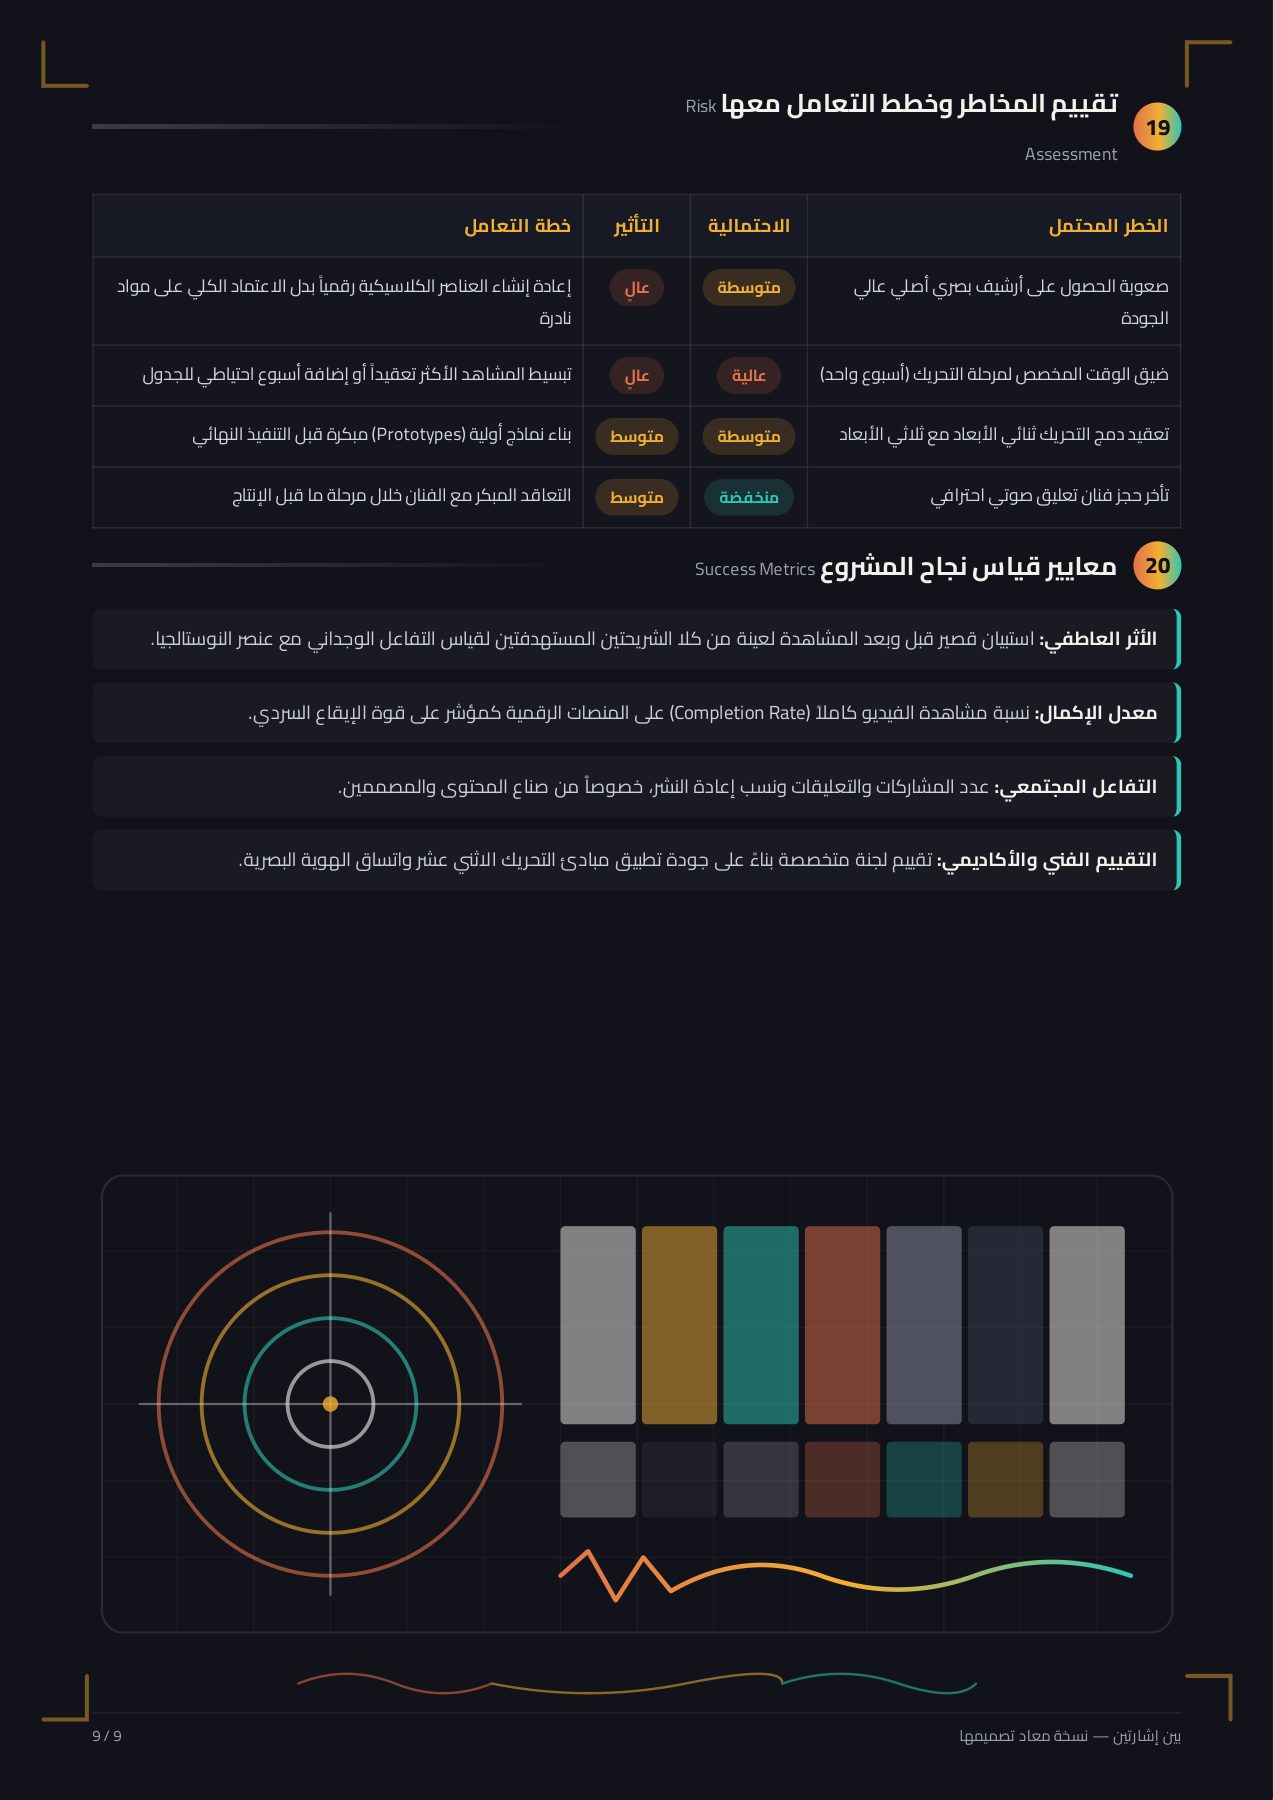 19
تقييم المخاطر وخطط التعامل معها Risk
Assessment
الخطر المحتمل
الاحتمالية
التأثير
خطة التعامل
صعوبة الحصول على أرشيف بصري أصلي عالي
الجودة
متوسطة
عالٍ
إعادة إنشاء العناصر الكلاسيكية رقمياً بدل الاعتماد الكلي على مواد
نادرة
ضيق الوقت المخصص لمرحلة التحريك (أسبوع واحد)
عالية
عالٍ
تبسيط المشاهد الأكثر تعقيداً أو إضافة أسبوع احتياطي للجدول
تعقيد دمج التحريك ثنائي الأبعاد مع ثلاثي الأبعاد
متوسطة
متوسط
بناء نماذج أولية (Prototypes) مبكرة قبل التنفيذ النهائي
تأخر حجز فنان تعليق صوتي احترافي
منخفضة
متوسط
التعاقد المبكر مع الفنان خلال مرحلة ما قبل الإنتاج
20
معايير قياس نجاح المشروع Success Metrics
الأثر العاطفي: استبيان قصير قبل وبعد المشاهدة لعينة من كلا الشريحتين المستهدفتين لقياس التفاعل الوجداني مع عنصر النوستالجيا.
معدل الإكمال: نسبة مشاهدة الفيديو كاملاً (Completion Rate) على المنصات الرقمية كمؤشر على قوة الإيقاع السردي.
التفاعل المجتمعي: عدد المشاركات والتعليقات ونسب إعادة النشر، خصوصاً من صناع المحتوى والمصممين.
التقييم الفني والأكاديمي: تقييم لجنة متخصصة بناءً على جودة تطبيق مبادئ التحريك الاثني عشر واتساق الهوية البصرية.
بين إشارتين — نسخة معاد تصميمها
9 / 9